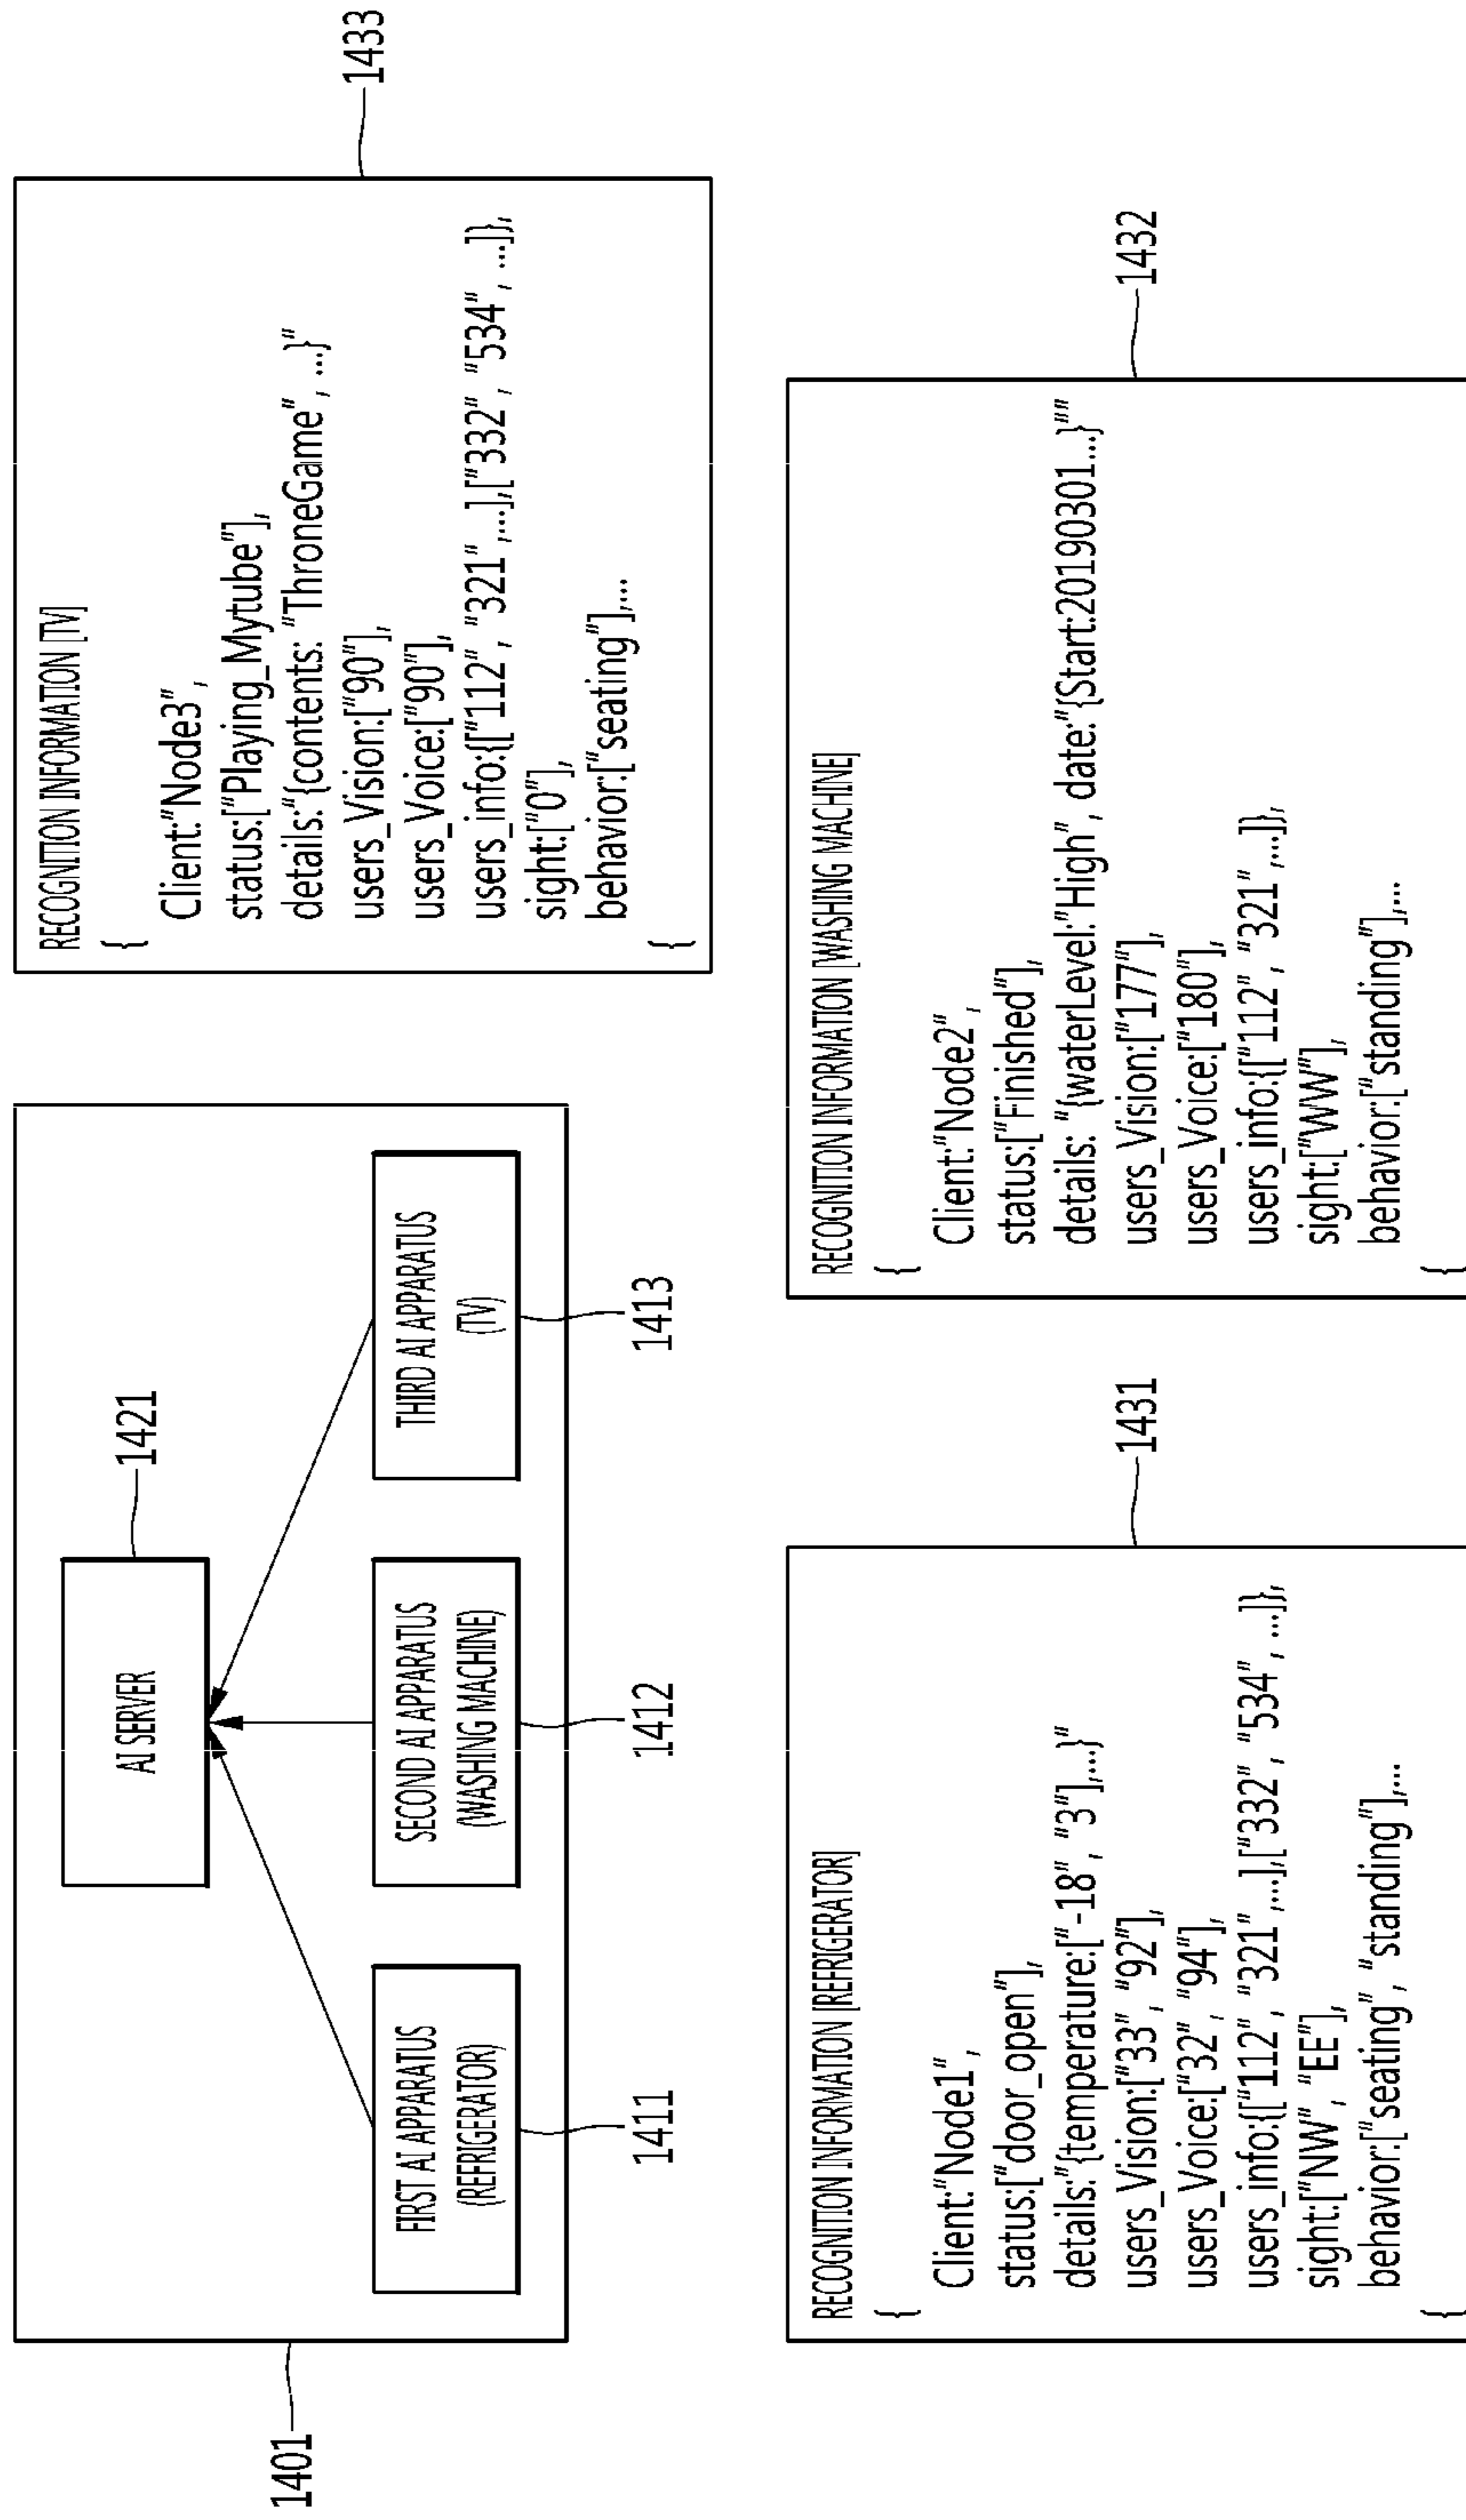 1401
AI SERVER
1421
FIRST AI APPARATUS
(REFRIGERATOR)
1411
SECOND AI APPARATUS
(WASHING MACHINE)
1412
THIRD AI APPARATUS
(TV)
1413
RECOGNITION INFORMATION [TV]
{
Client:"Node3",
status:["Playing_Mytube"],
details:"{contents: "ThroneGame", ...}"
users_Vision:["90"],
users_Voice:["90"],
users_info:{["112", "321",...],["332", "534", ...]},
sight:["0"],
behavior:["seating"],...
{
1433
RECOGNITION INFORMATION [REFRIGERATOR]
{
Client:"Node1",
status:["door_open"],
details:"{temperature:["-18", "3"],...}"
users_Vision:["33", "92"],
users_Voice:["32", "94"],
users_info:{["112", "321",...],["332", "534", ...]},
sight:["NW", "EE"],
behavior:["seating", "standing"],...
{
1431
RECOGNITION INFORMATION [WASHING MACHINE]
{
Client:"Node2",
status:["Finished"],
details: "{waterLevel:"High", date:"{Start:20190301...}""
users_Vision:["177"],
users_Voice:["180"],
users_info:{["112", "321",...]},
sight:["WW"],
behavior:["standing"],...
{
1432